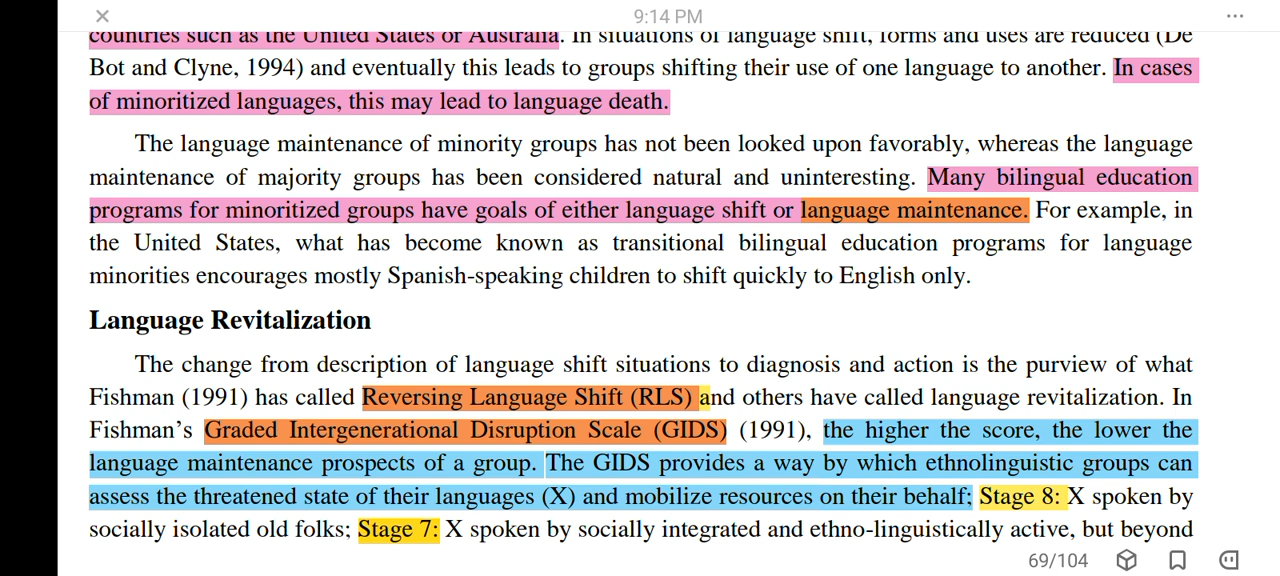 9:14 PM
countries such as the United States or Australia. In situations of language shift, forms and uses are reduced (De
Bot and Clyne, 1994) and eventually this leads to groups shifting their use of one language to another. In cases
of minoritized languages, this may lead to language death.
The language maintenance of minority groups has not been looked upon favorably, whereas the language
maintenance of majority groups has been considered natural and uninteresting. Many bilingual education
programs for minoritized groups have goals of either language shift or language maintenance. For example, in
the United States, what has become known as transitional bilingual education programs for language
minorities encourages mostly Spanish-speaking children to shift quickly to English only.
Language Revitalization
The change from description of language shift situations to diagnosis and action is the purview of what
Fishman (1991) has called Reversing Language Shift (RLS) and others have called language revitalization. In
Fishman’s Graded Intergenerational Disruption Scale (GIDS) (1991), the higher the score, the lower the
language maintenance prospects of a group. The GIDS provides a way by which ethnolinguistic groups can
assess the threatened state of their languages (X) and mobilize resources on their behalf; Stage 8: X spoken by
socially isolated old folks; Stage 7: X spoken by socially integrated and ethno-linguistically active, but beyond
69/104